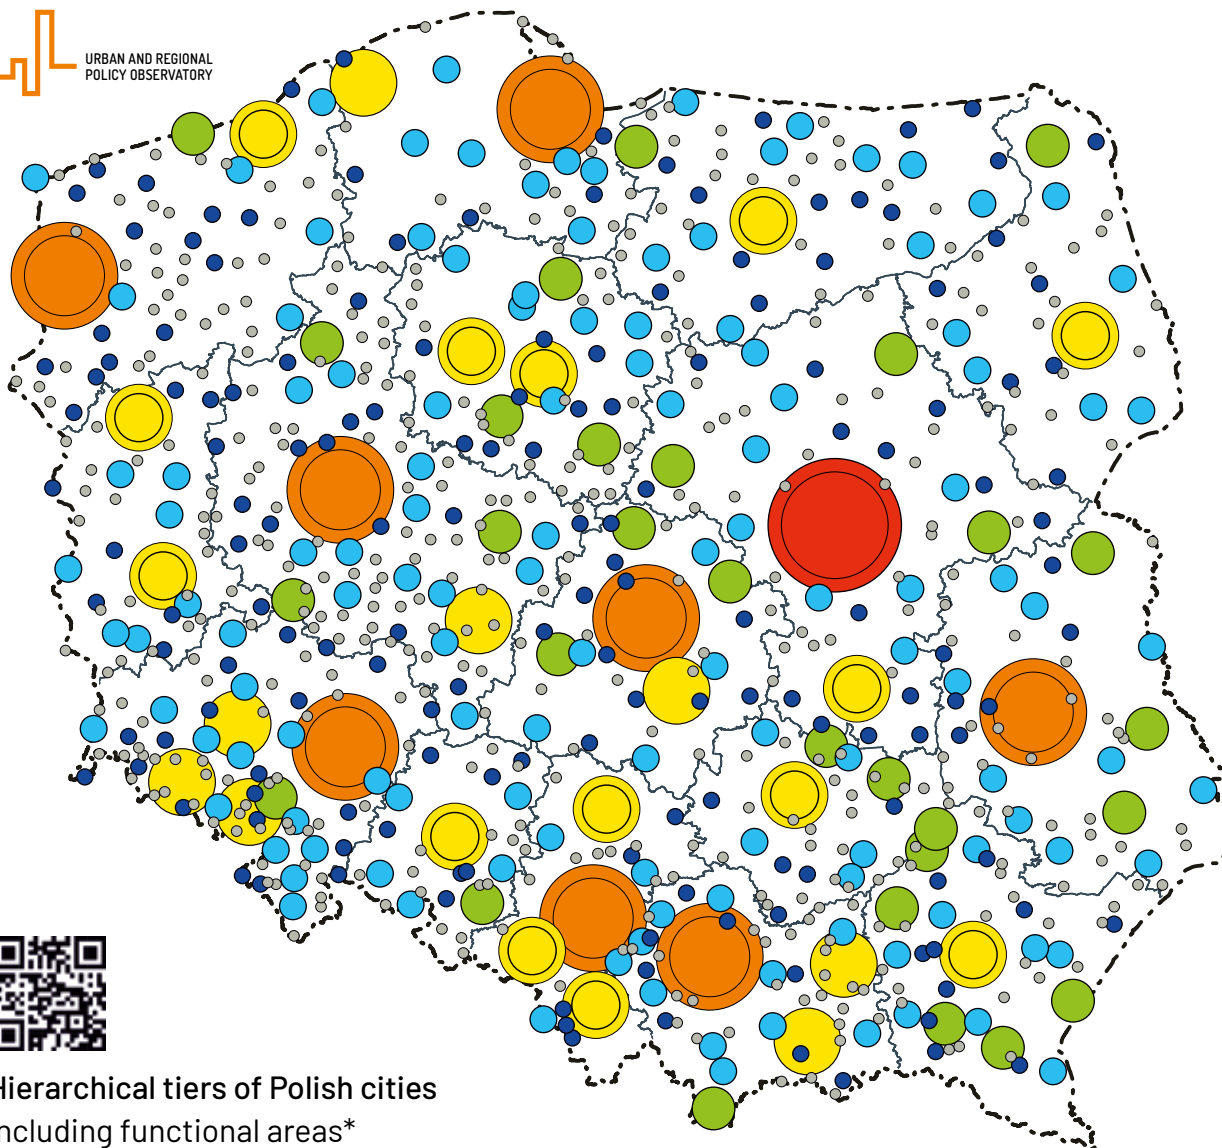 URBAN AND REGIONAL
POLICY OBSERVATORY
Hierarchical tiers of Polish cities
including functional areas*